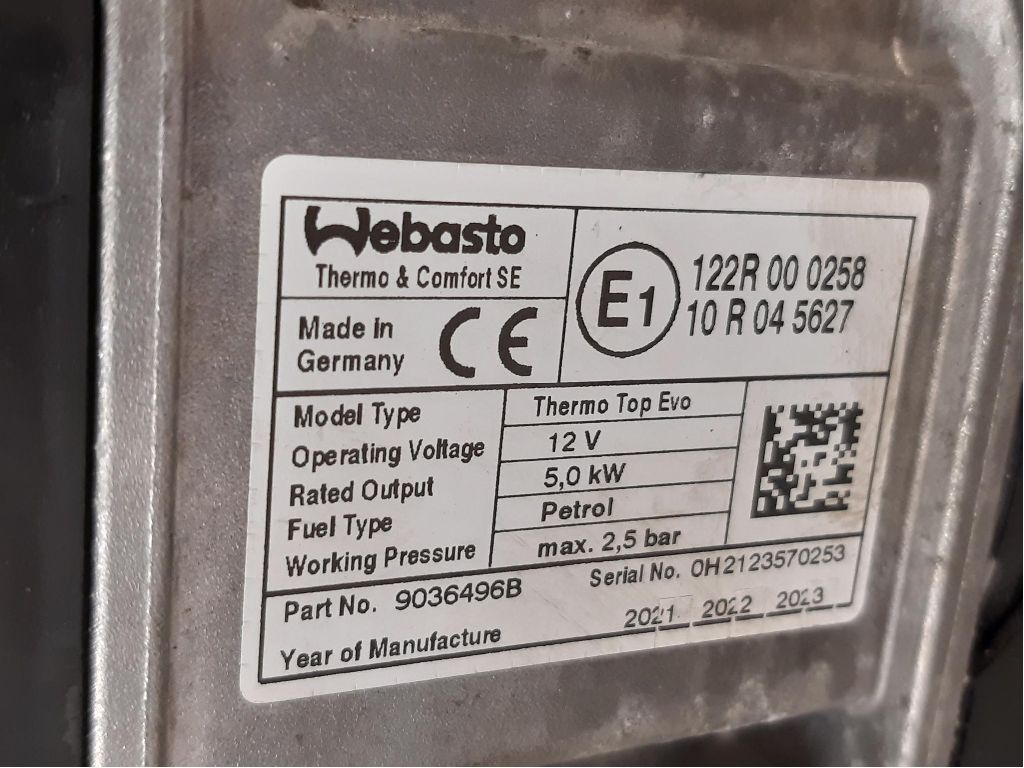 Webasto
Thermo & Comfort SE
Made in
Germany
CE
E1
122R 00 0258
10 R 04 5627
Model Type Thermo Top Evo
Operating Voltage 12 V
Rated Output 5,0 kW
Fuel Type Petrol
Working Pressure max. 2,5 bar
Part No. 9036496B Serial No. 0H2123570253
Year of Manufacture 2021 2022 2023